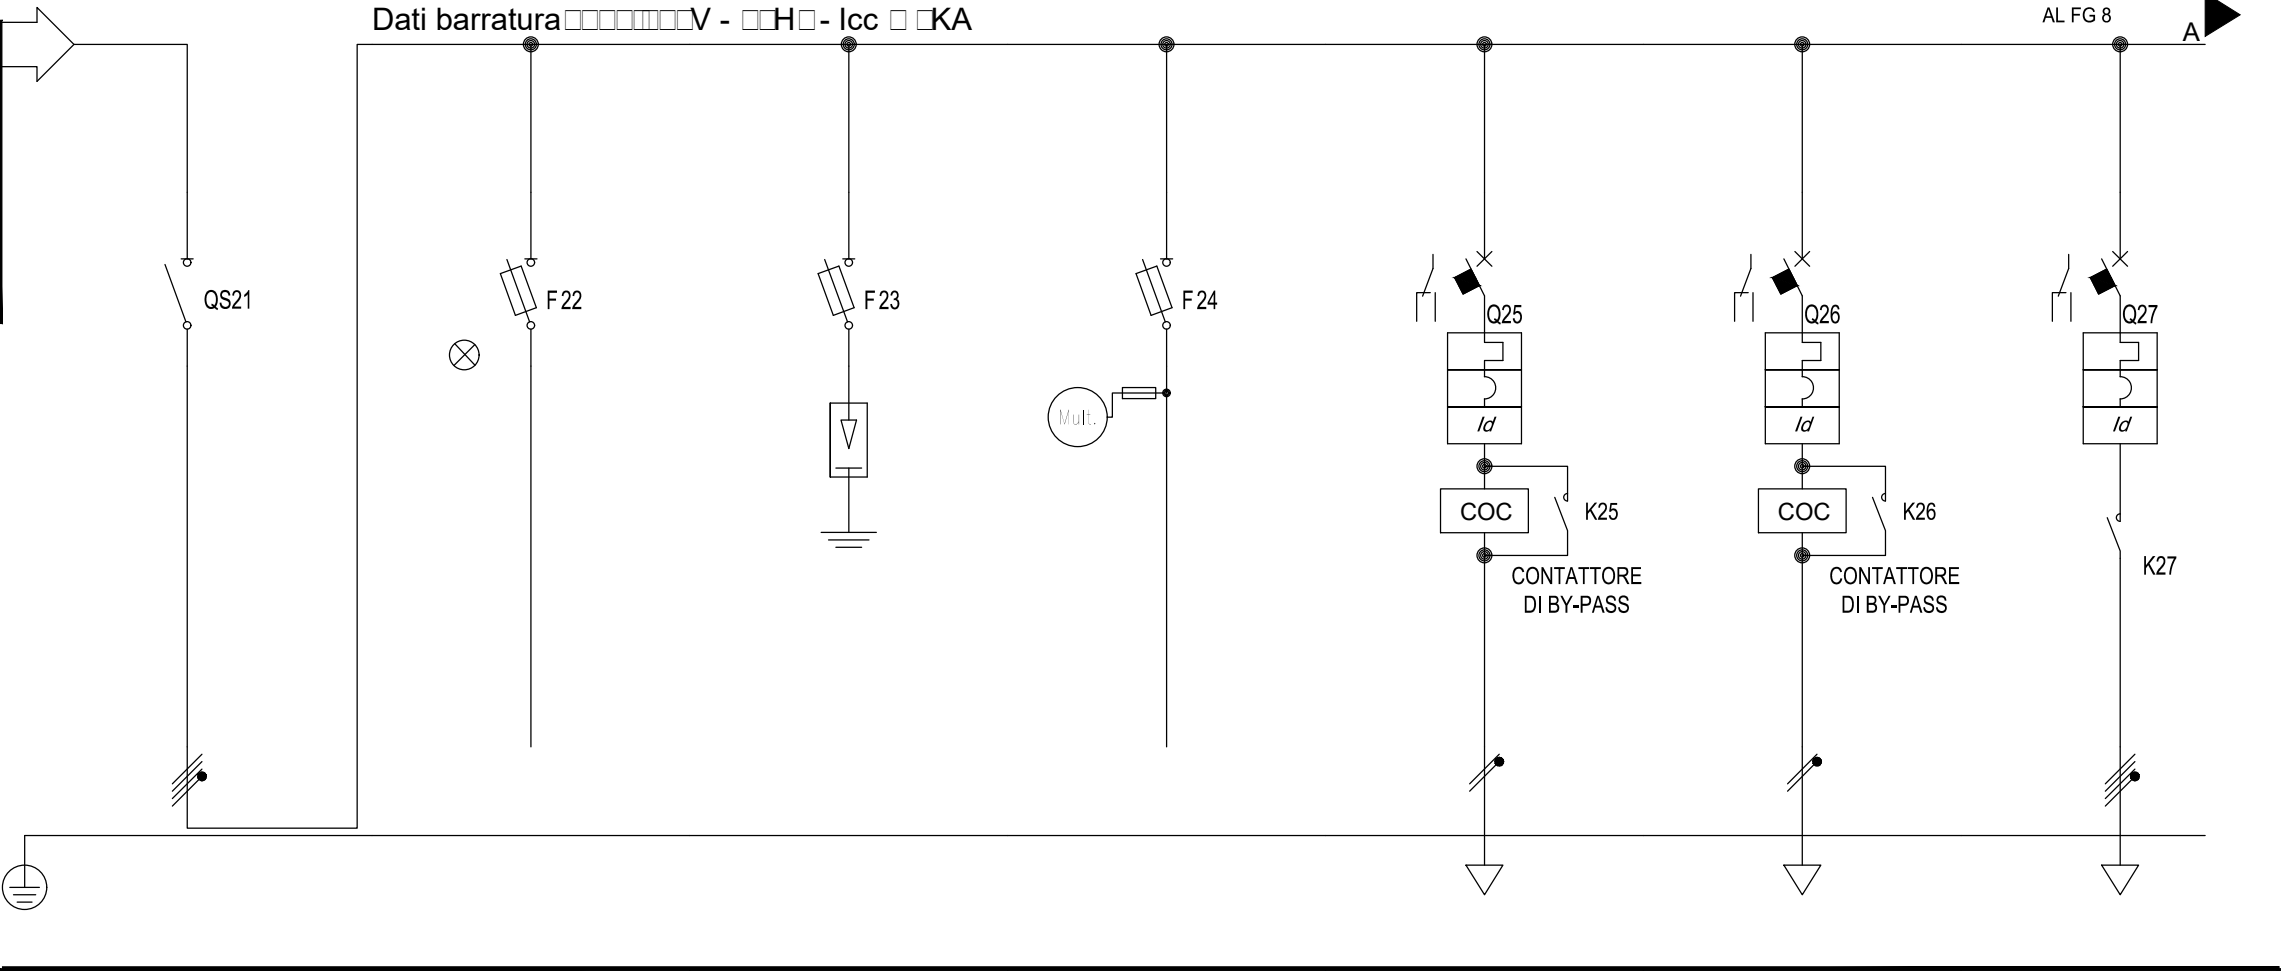 Dati barratura V - H - Icc KA
AL FG 8
A
QS21
F22
F23
F24
Q25
Q26
Q27
Mult.
Id
Id
Id
COC
K25
COC
K26
CONTATTORE
DI BY-PASS
CONTATTORE
DI BY-PASS
K27